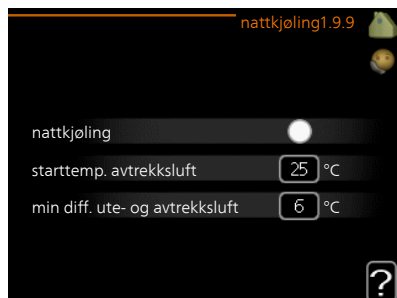 nattkjøling1.9.9
nattkjøling
starttemp. avtrekksluft 25 °C
min diff. ute- og avtrekksluft 6 °C
?